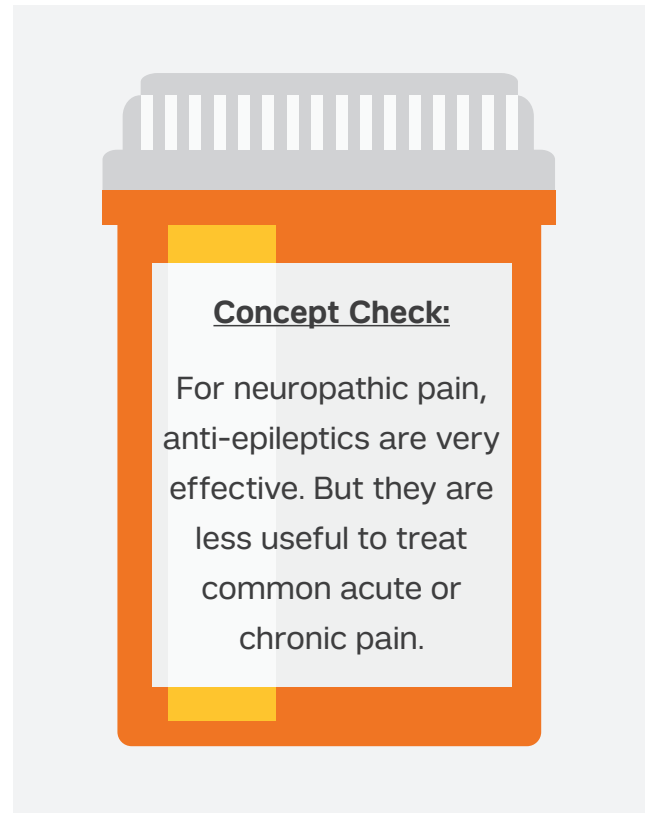 Concept Check:
For neuropathic pain,
anti-epileptics are very
effective. But they are
less useful to treat
common acute or
chronic pain.